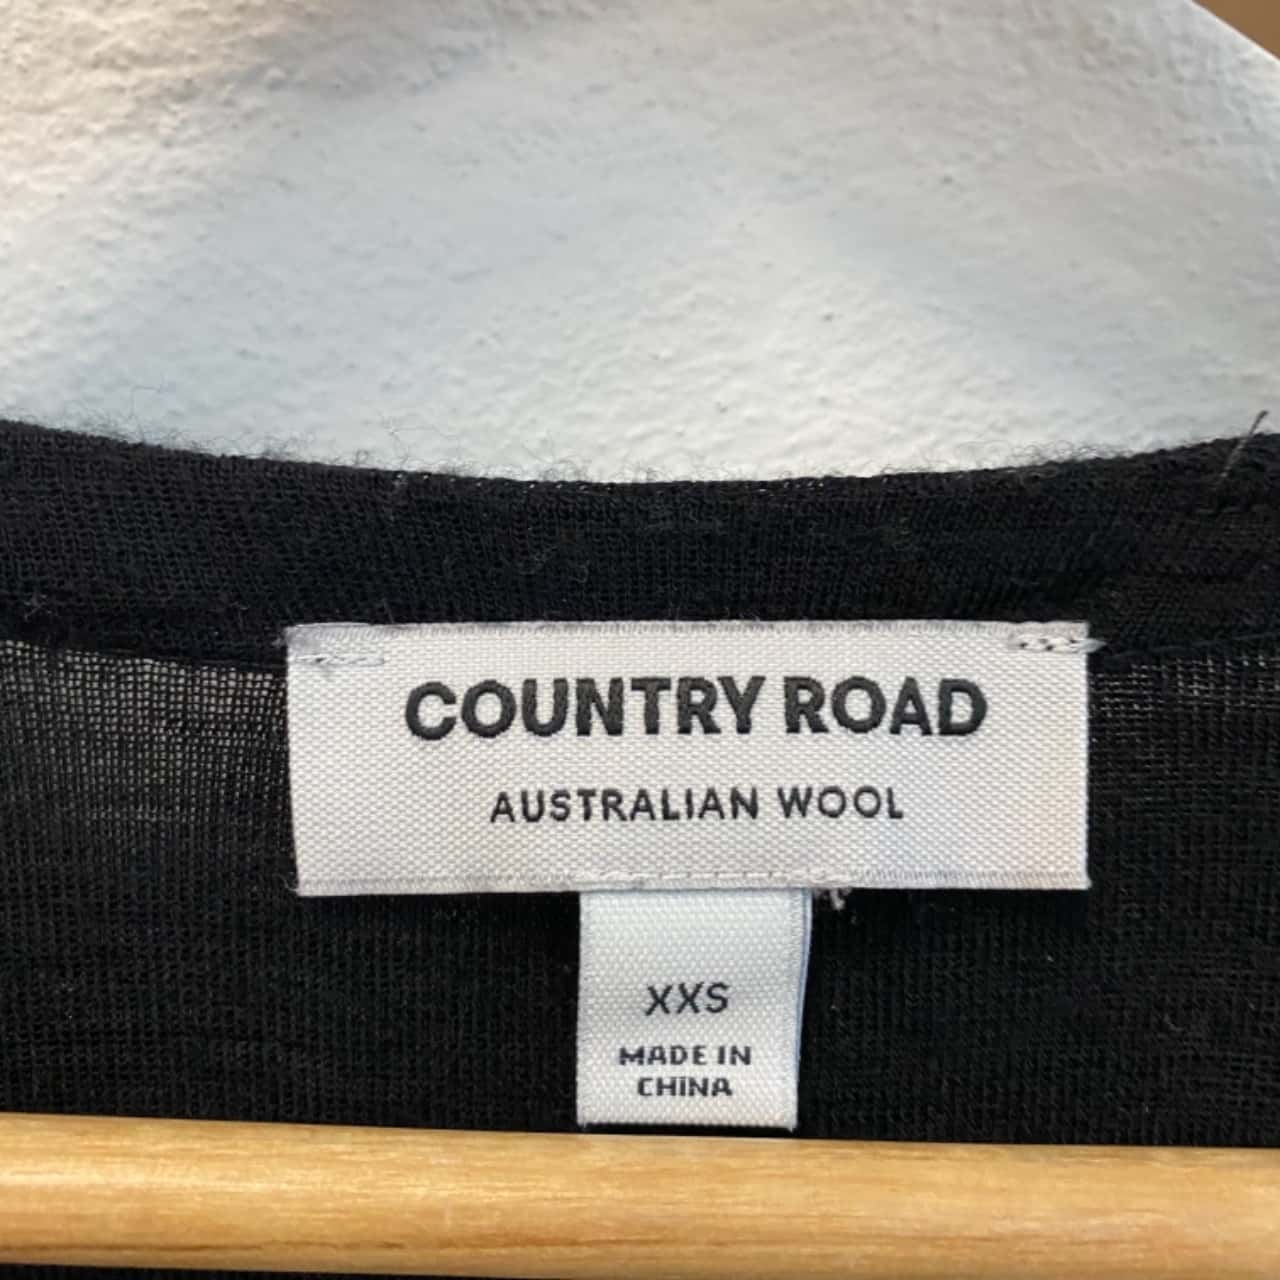 COUNTRY ROAD
AUSTRALIAN WOOL
XXS
MADE IN
CHINA